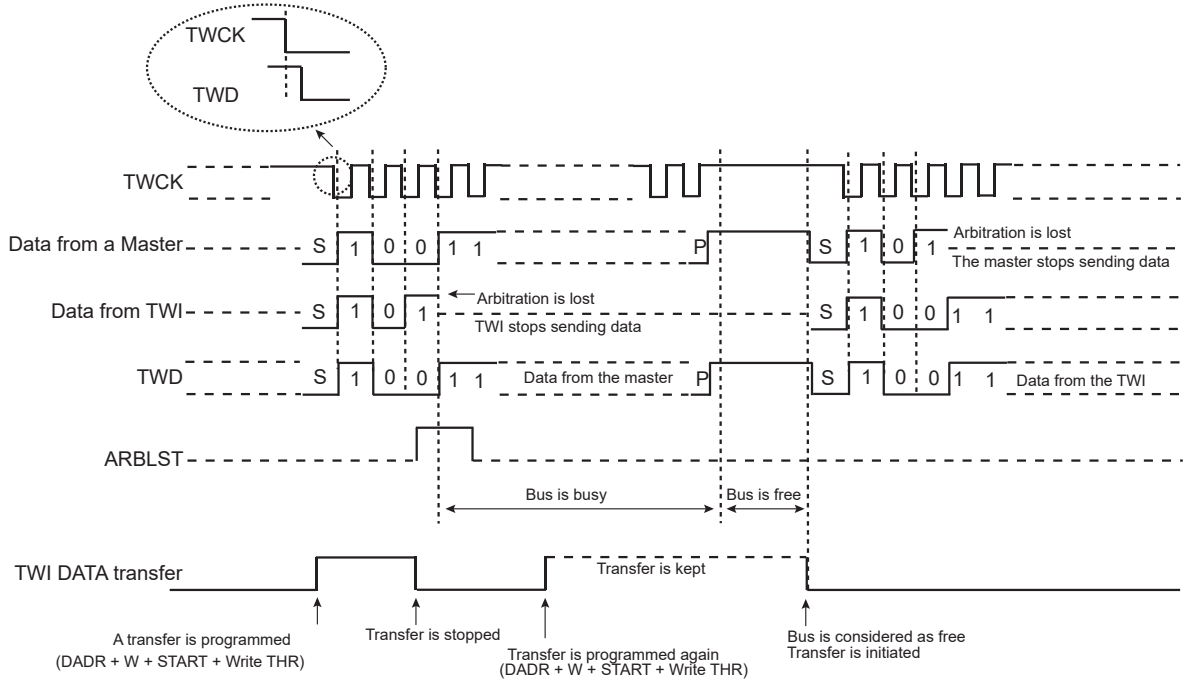 TWCK
TWD
TWCK
Data from a Master
S 1 0 0 1 1
P
S 1 0 1
Arbitration is lost
The master stops sending data
Data from TWI
S 1 0 1
Arbitration is lost
TWI stops sending data
S 1 0 0 1 1
TWD
S 1 0 0 1 1
Data from the master
P
S 1 0 0 1 1
Data from the TWI
ARBLST
Bus is busy
Bus is free
TWI DATA transfer
Transfer is kept
A transfer is programmed
(DADR + W + START + Write THR)
Transfer is stopped
Transfer is programmed again
(DADR + W + START + Write THR)
Bus is considered as free
Transfer is initiated